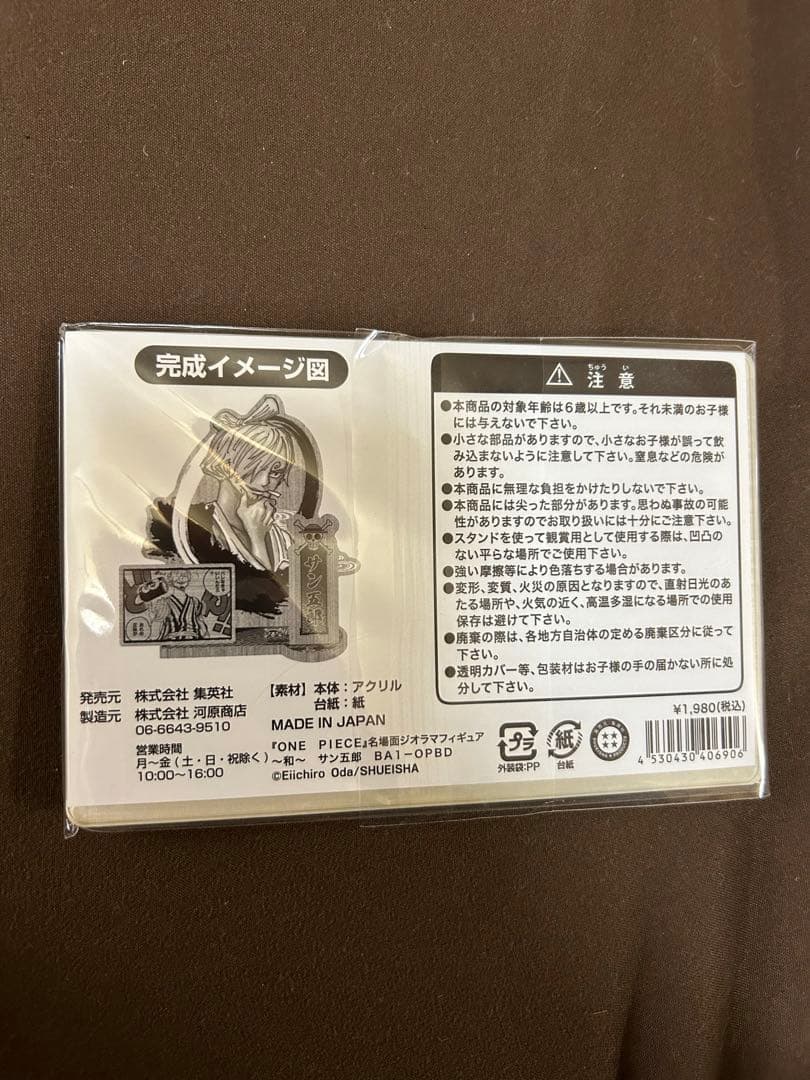 完成イメージ図
サン五郎
発売元 株式会社 集英社
製造元 株式会社 河原商店
06-6643-9510
営業時間
月～金(土・日・祝除く)
10:00～16:00
【素材】本体：アクリル
台紙：紙
MADE IN JAPAN
『ONE PIECE』名場面ジオラマフィギュア
～和～ サン五郎 BA1-OPBD
©Eiichiro Oda/SHUEISHA
ちゅう い
注 意
●本商品の対象年齢は6歳以上です。それ未満のお子様
には与えないで下さい。
●小さな部品がありますので、小さなお子様が誤って飲
み込まないように注意して下さい。窒息などの危険が
あります。
●本商品に無理な負担をかけたりしないで下さい。
●本商品には尖った部分があります。思わぬ事故の可能
性がありますのでお取り扱いには十分にご注意下さい。
●スタンドを使って観賞用として使用する際は、凹凸の
ない平らな場所でご使用下さい。
●強い摩擦等により色落ちする場合があります。
●変形、変質、火災の原因となりますので、直射日光のあ
たる場所や、火気の近く、高温多湿になる場所での使用
保存は避けて下さい。
●廃棄の際は、各地方自治体の定める廃棄区分に従って
下さい。
●透明カバー等、包装材はお子様の手の届かない所に処
分して下さい。
¥1,980(税込)
プラ
外装袋:PP
紙
台紙
4 530430 406906